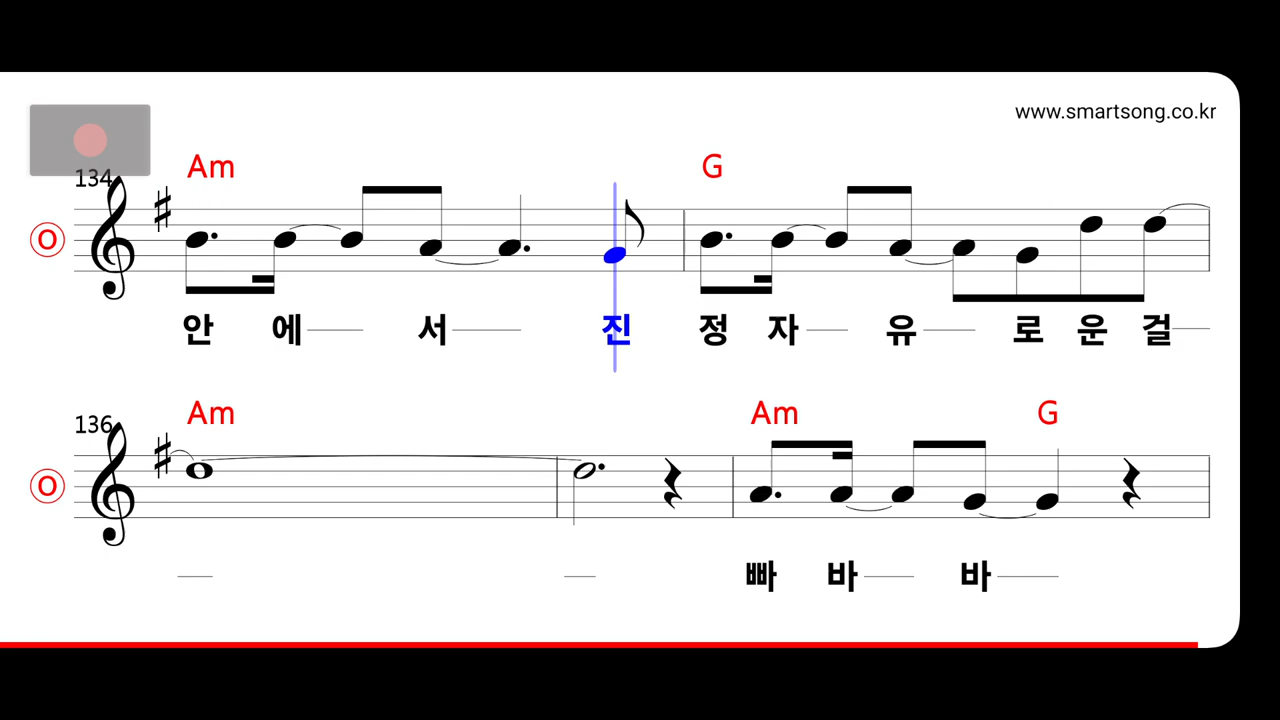 www.smartsong.co.kr
Am G
134
O
안 에 서 진 정 자 유 로 운 걸
Am Am G
136
O
빠 바 바